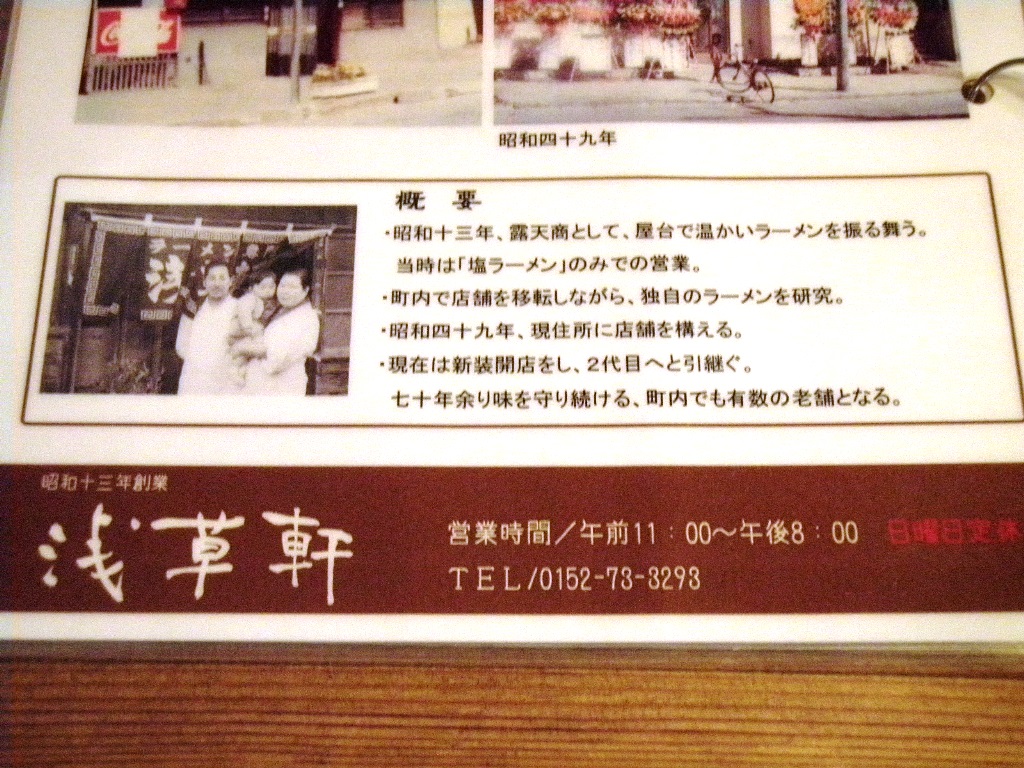 Coca-Cola
昭和四十九年
概　要
・昭和十三年、露天商として、屋台で温かいラーメンを振る舞う。
当時は「塩ラーメン」のみでの営業。
・町内で店舗を移転しながら、独自のラーメンを研究。
・昭和四十九年、現住所に店舗を構える。
・現在は新装開店をし、2代目へと引継ぐ。
七十年余り味を守り続ける、町内でも有数の老舗となる。
昭和十三年創業
浅草軒
営業時間／午前11：00～午後8：00 日曜日定休
ＴＥＬ/0152-73-3293